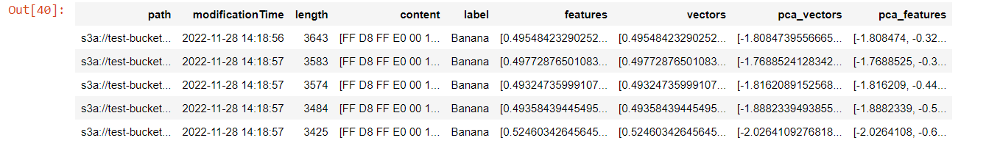 Out[40]:
path modificationTime length content label features vectors pca_vectors pca_features
s3a://test-bucket... 2022-11-28 14:18:56 3643 [FF D8 FF E0 00 1... Banana [0.49548423290252... [0.49548423290252... [-1.8084739556665... [-1.808474, -0.32...
s3a://test-bucket... 2022-11-28 14:18:57 3583 [FF D8 FF E0 00 1... Banana [0.49772876501083... [0.49772876501083... [-1.7688524128342... [-1.7688525, -0.3...
s3a://test-bucket... 2022-11-28 14:18:57 3574 [FF D8 FF E0 00 1... Banana [0.49324735999107... [0.49324735999107... [-1.8162089152568... [-1.816209, -0.44...
s3a://test-bucket... 2022-11-28 14:18:57 3484 [FF D8 FF E0 00 1... Banana [0.49358439445495... [0.49358439445495... [-1.8882339493855... [-1.8882339, -0.5...
s3a://test-bucket... 2022-11-28 14:18:57 3425 [FF D8 FF E0 00 1... Banana [0.52460342645645... [0.52460342645645... [-2.0264109276818... [-2.0264108, -0.6...